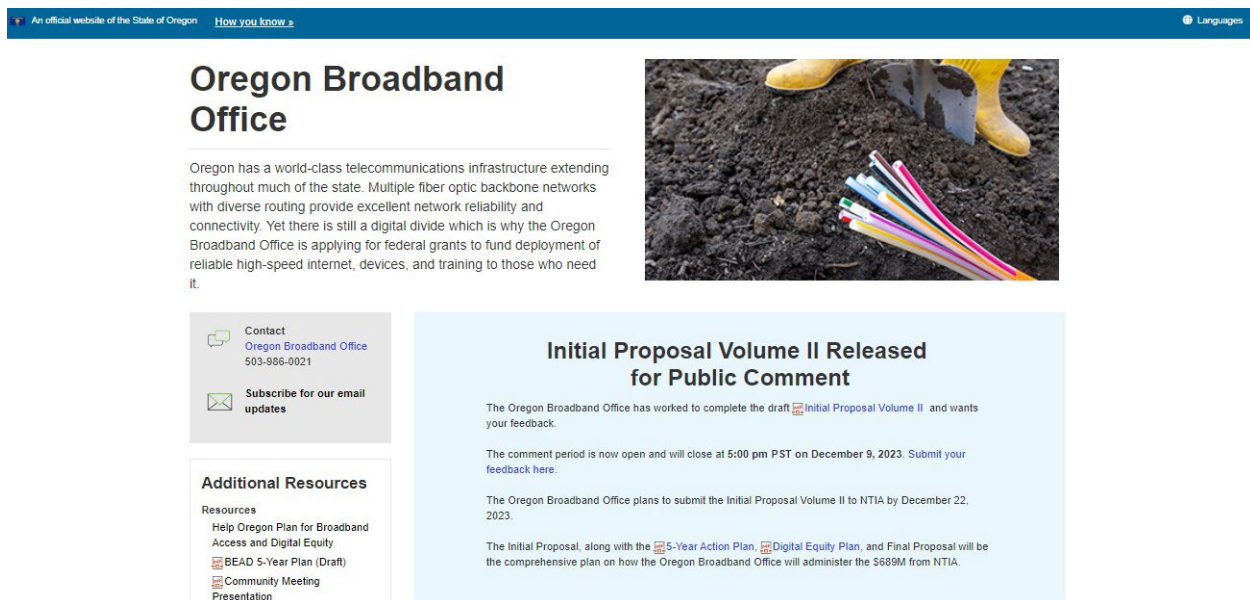 An official website of the State of Oregon How you know »
Languages
Oregon Broadband
Office
Oregon has a world-class telecommunications infrastructure extending
throughout much of the state. Multiple fiber optic backbone networks
with diverse routing provide excellent network reliability and
connectivity. Yet there is still a digital divide which is why the Oregon
Broadband Office is applying for federal grants to fund deployment of
reliable high-speed internet, devices, and training to those who need
it.
Contact
Oregon Broadband Office
503-986-0021
Subscribe for our email
updates
Additional Resources
Resources
Help Oregon Plan for Broadband
Access and Digital Equity
BEAD 5-Year Plan (Draft)
Community Meeting
Presentation
Initial Proposal Volume II Released
for Public Comment
The Oregon Broadband Office has worked to complete the draft Initial Proposal Volume II and wants
your feedback.
The comment period is now open and will close at 5:00 pm PST on December 9, 2023. Submit your
feedback here.
The Oregon Broadband Office plans to submit the Initial Proposal Volume II to NTIA by December 22,
2023.
The Initial Proposal, along with the 5-Year Action Plan, Digital Equity Plan, and Final Proposal will be
the comprehensive plan on how the Oregon Broadband Office will administer the $689M from NTIA.